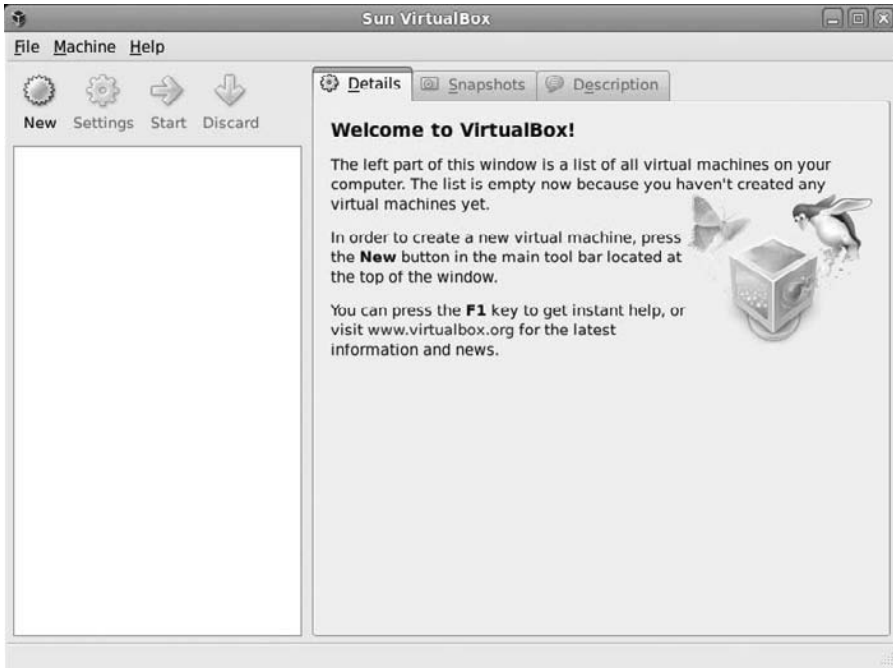 Sun VirtualBox
File Machine Help
New Settings Start Discard
Details Snapshots Description
Welcome to VirtualBox!
The left part of this window is a list of all virtual machines on your
computer. The list is empty now because you haven't created any
virtual machines yet.
In order to create a new virtual machine, press
the New button in the main tool bar located at
the top of the window.
You can press the F1 key to get instant help, or
visit www.virtualbox.org for the latest
information and news.